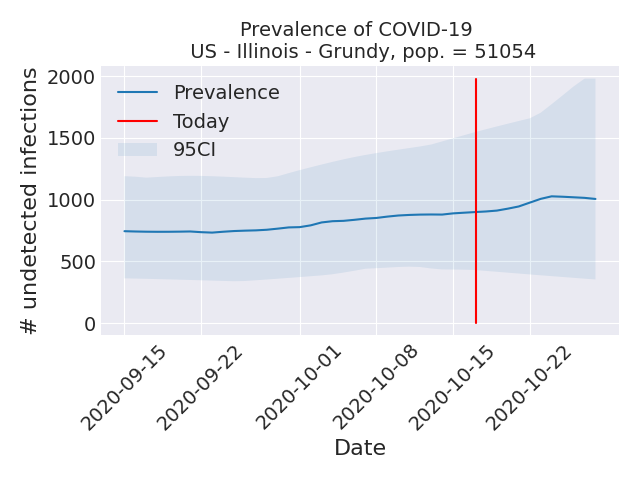 Prevalence of COVID-19
US - Illinois - Grundy, pop. = 51054
# undetected infections
2000
1500
1000
500
0
Prevalence
Today
95CI
2020-09-15
2020-09-22
2020-10-01
2020-10-08
2020-10-15
2020-10-22
Date